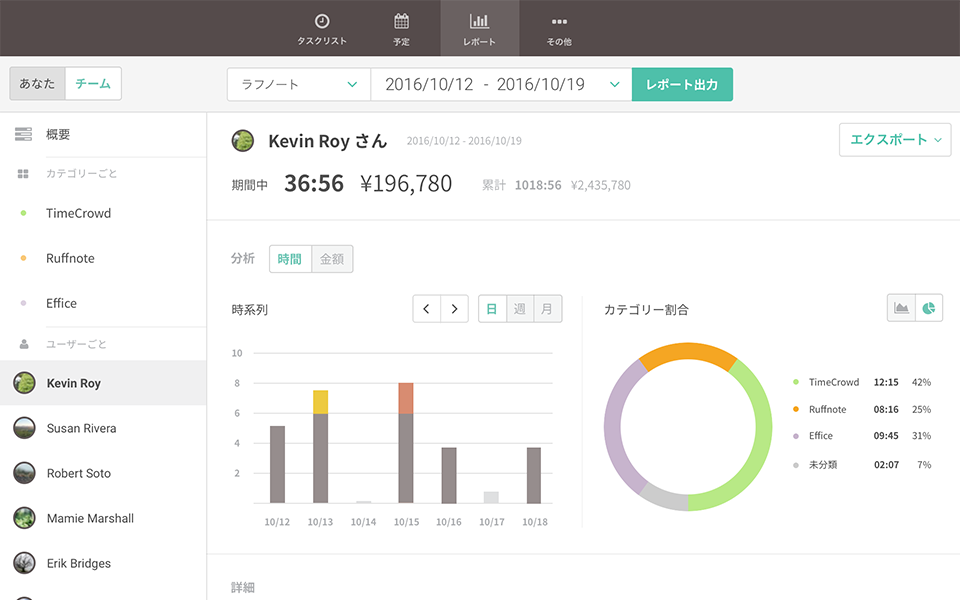 タスクリスト 予定 レポート その他
あなた チーム ラフノート 2016/10/12 - 2016/10/19 レポート出力
概要
カテゴリーごと
TimeCrowd
Ruffnote
Effice
ユーザーごと
Kevin Roy
Susan Rivera
Robert Soto
Mamie Marshall
Erik Bridges
Kevin Roy さん 2016/10/12 - 2016/10/19 エクスポート
期間中 36:56 ¥196,780 累計 1018:56 ¥2,435,780
分析 時間 金額
時系列 日 週 月
10
8
6
4
2
10/12 10/13 10/14 10/15 10/16 10/17 10/18
カテゴリー割合
TimeCrowd 12:15 42%
Ruffnote 08:16 25%
Effice 09:45 31%
未分類 02:07 7%
詳細